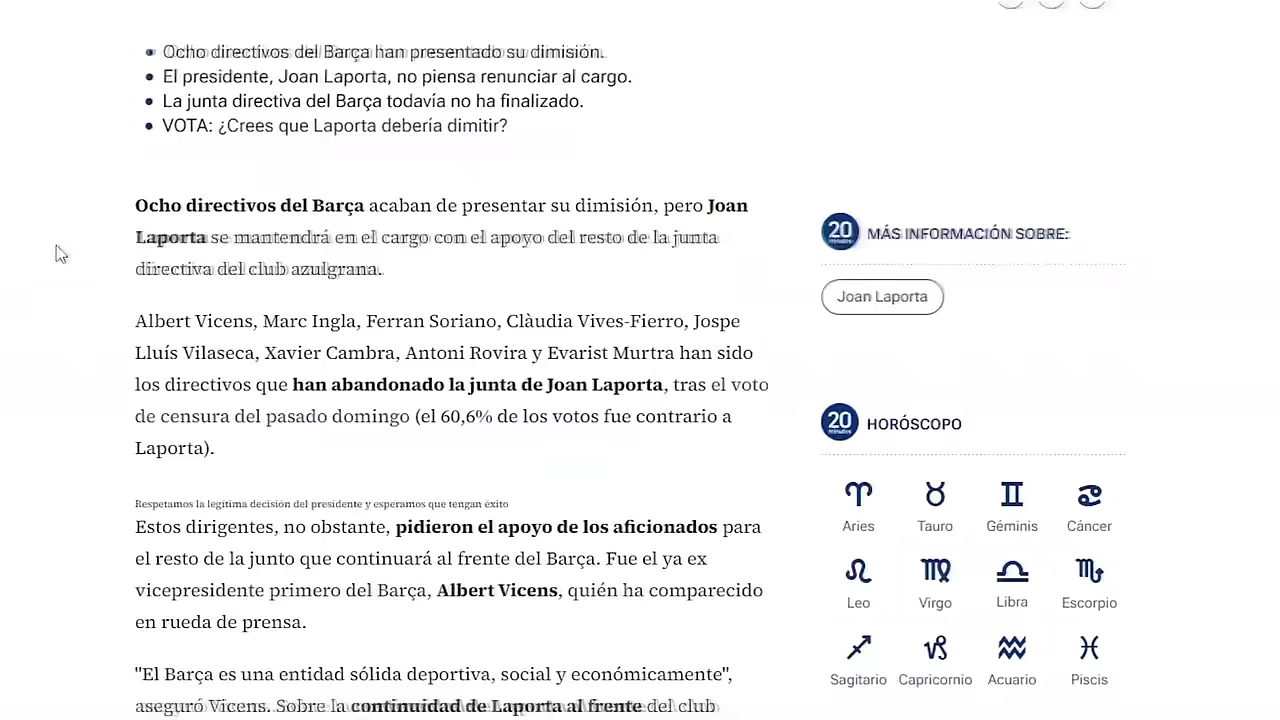 Ocho directivos del Barça han presentado su dimisión.
El presidente, Joan Laporta, no piensa renunciar al cargo.
La junta directiva del Barça todavía no ha finalizado.
VOTA: ¿Crees que Laporta debería dimitir?
Ocho directivos del Barça acaban de presentar su dimisión, pero Joan
Laporta se mantendrá en el cargo con el apoyo del resto de la junta
directiva del club azulgrana.
Albert Vicens, Marc Ingla, Ferran Soriano, Clàudia Vives-Fierro, Jospe
Lluís Vilaseca, Xavier Cambra, Antoni Rovira y Evarist Murtra han sido
los directivos que han abandonado la junta de Joan Laporta, tras el voto
de censura del pasado domingo (el 60,6% de los votos fue contrario a
Laporta).
Respetamos la legítima decisión del presidente y esperamos que tengan éxito
Estos dirigentes, no obstante, pidieron el apoyo de los aficionados para
el resto de la junto que continuará al frente del Barça. Fue el ya ex
vicepresidente primero del Barça, Albert Vicens, quién ha comparecido
en rueda de prensa.
"El Barça es una entidad sólida deportiva, social y económicamente",
aseguró Vicens. Sobre la continuidad de Laporta al frente del club
20 minutos MÁS INFORMACIÓN SOBRE:
Joan Laporta
20 minutos HORÓSCOPO
Aries Tauro Géminis Cáncer
Leo Virgo Libra Escorpio
Sagitario Capricornio Acuario Piscis